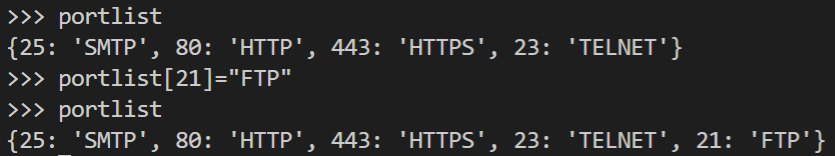 >>> portlist
{25: 'SMTP', 80: 'HTTP', 443: 'HTTPS', 23: 'TELNET'}
>>> portlist[21]="FTP"
>>> portlist
{25: 'SMTP', 80: 'HTTP', 443: 'HTTPS', 23: 'TELNET', 21: 'FTP'}